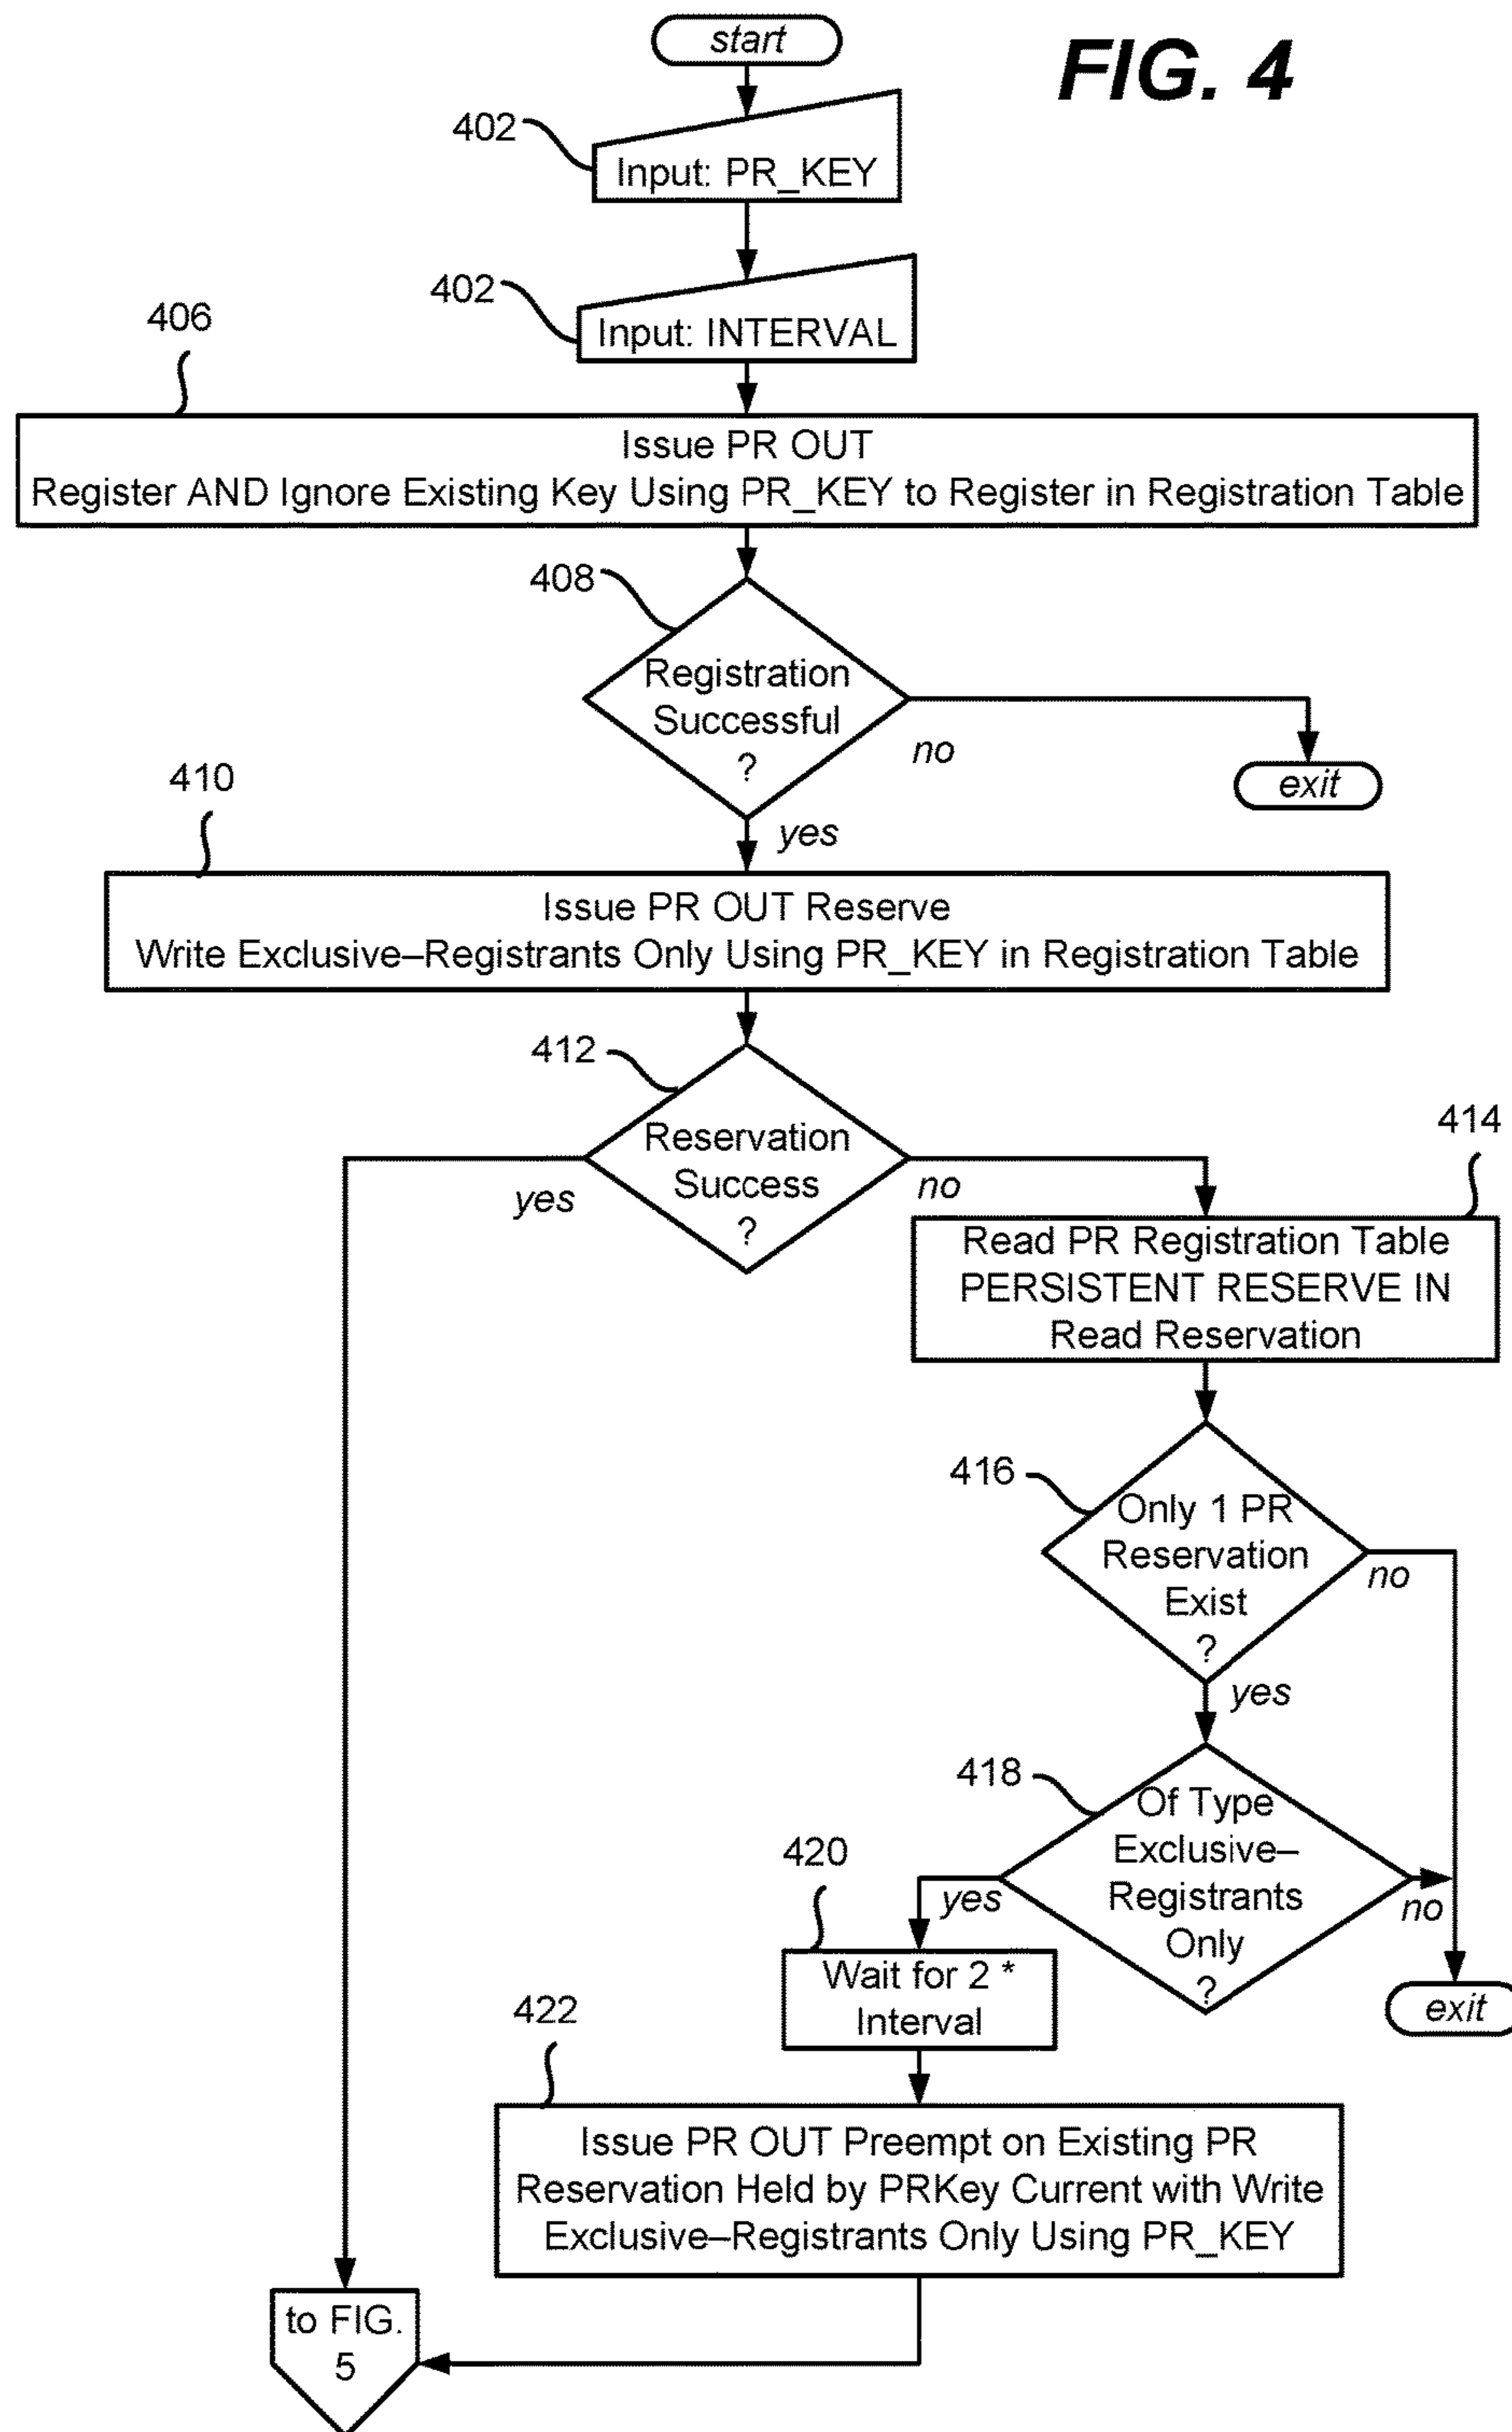 start
FIG. 4
402
Input: PR_KEY
402
Input: INTERVAL
406
Issue PR OUT
Register AND Ignore Existing Key Using PR_KEY to Register in Registration Table
408
Registration
Successful
?
no
exit
yes
410
Issue PR OUT Reserve
Write Exclusive–Registrants Only Using PR_KEY in Registration Table
412
Reservation
Success
?
yes
no
414
Read PR Registration Table
PERSISTENT RESERVE IN
Read Reservation
416
Only 1 PR
Reservation
Exist
?
no
yes
418
Of Type
Exclusive–
Registrants
Only
?
yes
no
exit
420
Wait for 2 *
Interval
422
Issue PR OUT Preempt on Existing PR
Reservation Held by PRKey Current with Write
Exclusive–Registrants Only Using PR_KEY
to FIG.
5